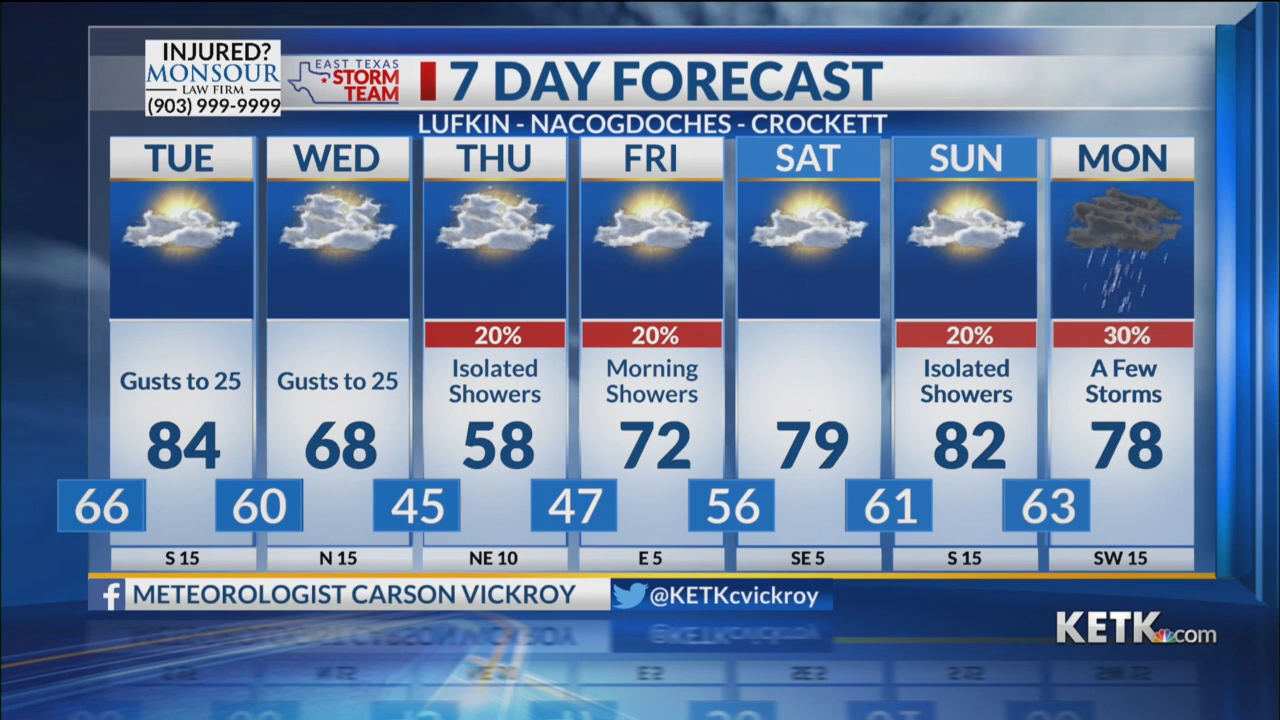 INJURED?
MONSOUR
LAW FIRM
(903) 999-9999
EAST TEXAS
STORM
TEAM
7 DAY FORECAST
LUFKIN - NACOGDOCHES - CROCKETT
TUE WED THU FRI SAT SUN MON
20% 20% 20% 30%
Gusts to 25
Gusts to 25
Isolated
Showers
Morning
Showers
Isolated
Showers
A Few
Storms
84 68 58 72 79 82 78
66 60 45 47 56 61 63
S 15 N 15 NE 10 E 5 SE 5 S 15 SW 15
f METEOROLOGIST CARSON VICKROY @KETKcvickroy
KETK.com